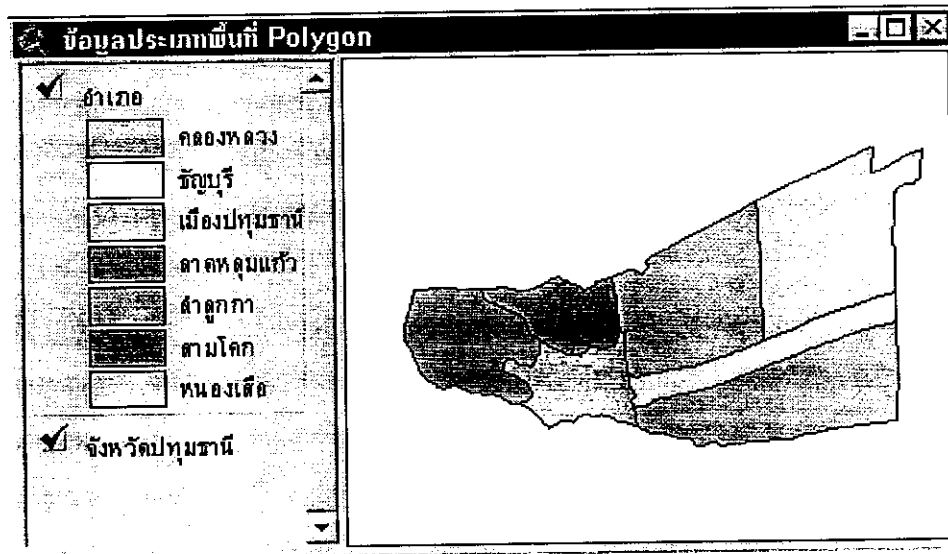 ข้อมูลประเภทพื้นที่ Polygon
อำเภอ
คลองหลวง
ธัญบุรี
เมืองปทุมธานี
ลาดหลุมแก้ว
ลำลูกกา
สามโคก
หนองเสือ
จังหวัดปทุมธานี